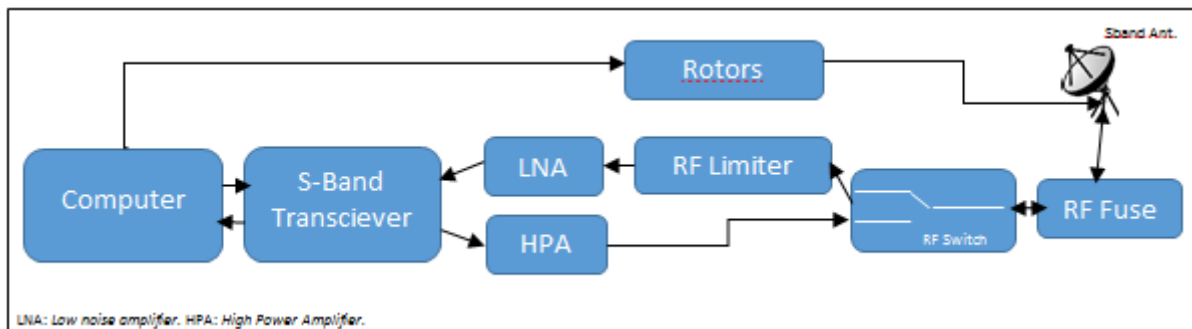 Sband Ant.
Rotors
LNA
RF Limiter
Computer
S-Band
Transciever
RF Fuse
HPA
RF Switch
LNA: Low noise amplifier. HPA: High Power Amplifier.